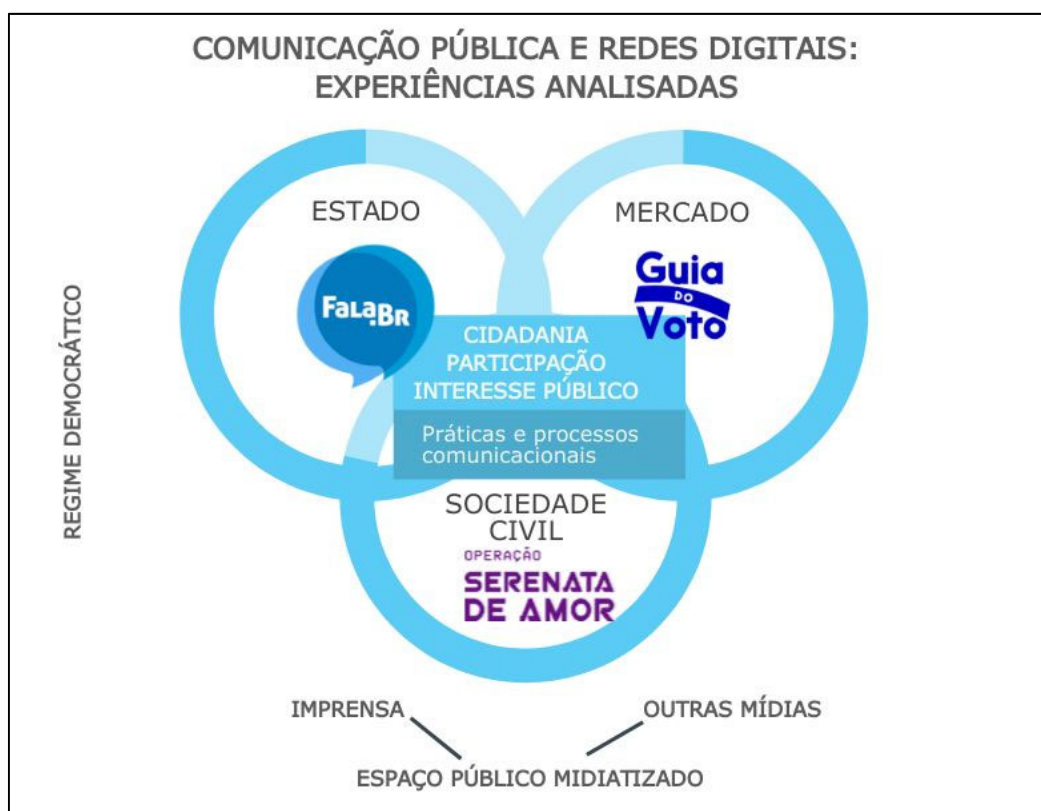 COMUNICAÇÃO PÚBLICA E REDES DIGITAIS:
EXPERIÊNCIAS ANALISADAS
ESTADO
MERCADO
FALA.BR
Guia
DO
Voto
CIDADANIA
PARTICIPAÇÃO
INTERESSE PÚBLICO
Práticas e processos
comunicacionais
SOCIEDADE
CIVIL
OPERAÇÃO
SERENATA
DE AMOR
REGIME DEMOCRÁTICO
IMPRENSA
OUTRAS MÍDIAS
ESPAÇO PÚBLICO MIDIATIZADO